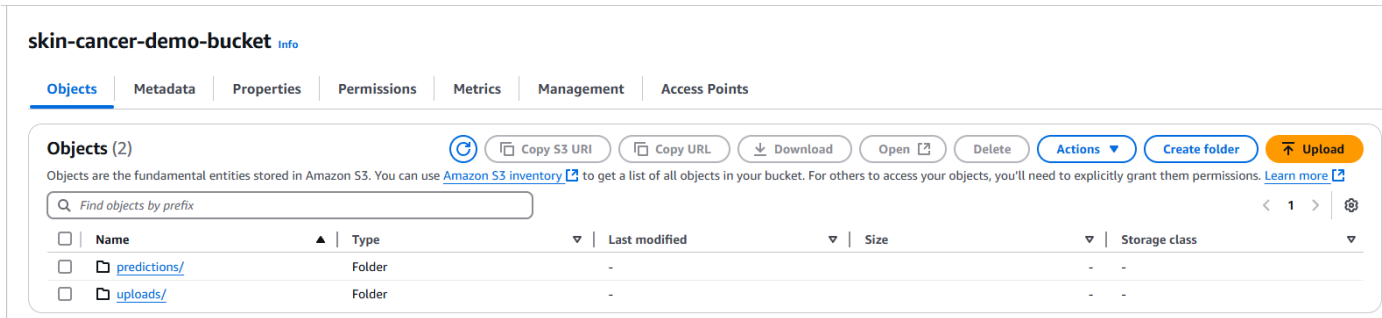 skin-cancer-demo-bucket Info
Objects Metadata Properties Permissions Metrics Management Access Points
Objects (2) Copy S3 URI Copy URL Download Open Delete Actions Create folder Upload
Objects are the fundamental entities stored in Amazon S3. You can use Amazon S3 inventory to get a list of all objects in your bucket. For others to access your objects, you'll need to explicitly grant them permissions. Learn more
Find objects by prefix 1
Name Type Last modified Size Storage class
predictions/ Folder - - -
uploads/ Folder - - -